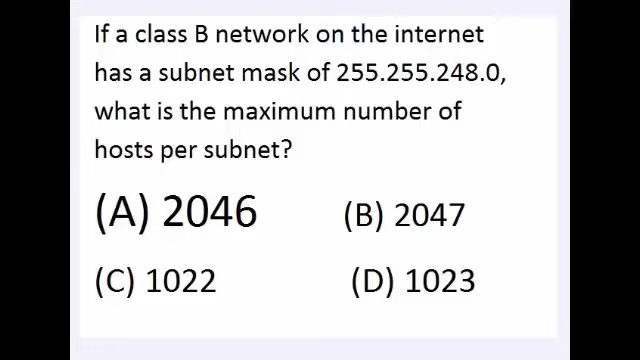 If a class B network on the internet
has a subnet mask of 255.255.248.0,
what is the maximum number of
hosts per subnet?
(A) 2046 (B) 2047
(C) 1022 (D) 1023